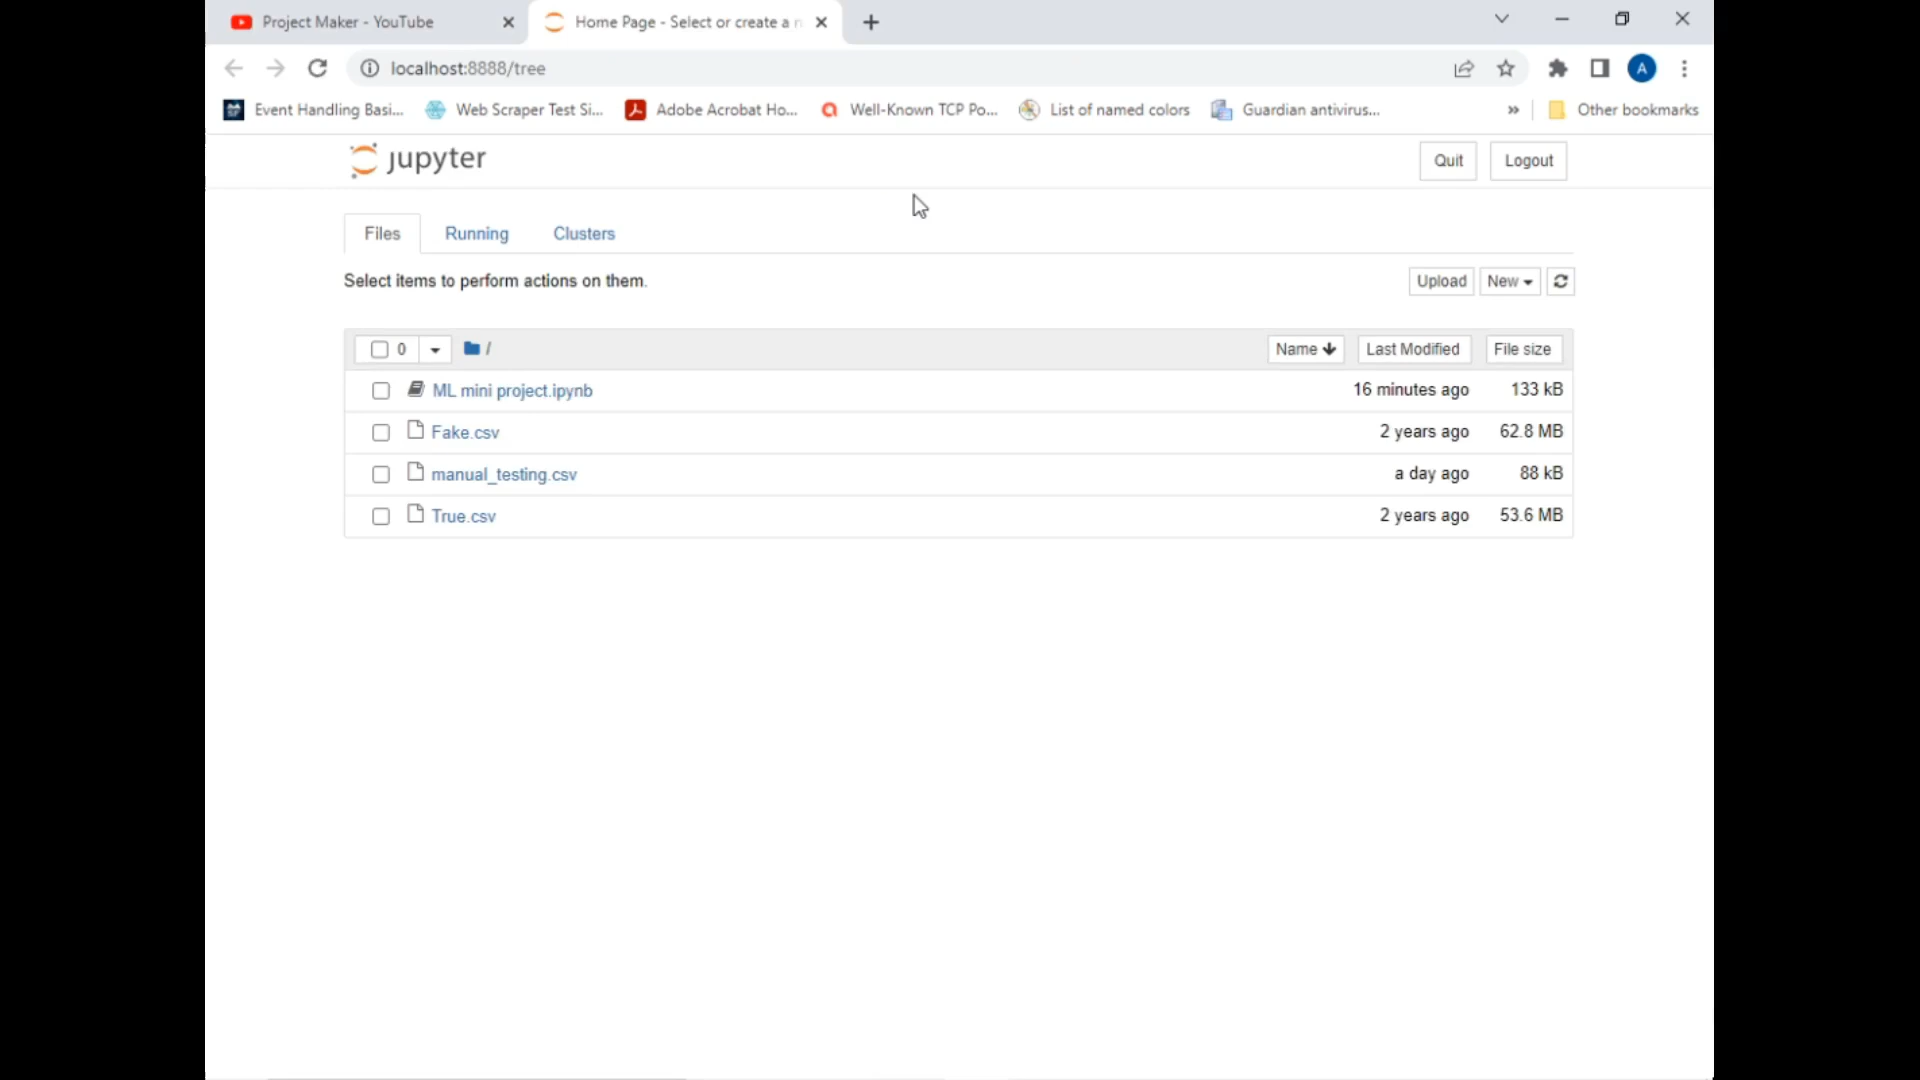 Project Maker - YouTube
Home Page - Select or create a n
localhost:8888/tree
A
Event Handling Basi...
Web Scraper Test Si...
Adobe Acrobat Ho...
Well-Known TCP Po...
List of named colors
Guardian antivirus...
»
Other bookmarks
jupyter
Quit
Logout
Files
Running
Clusters
Select items to perform actions on them.
Upload
New
0
/
Name
Last Modified
File size
ML mini project.ipynb 16 minutes ago 133 kB
Fake.csv 2 years ago 62.8 MB
manual_testing.csv a day ago 88 kB
True.csv 2 years ago 53.6 MB